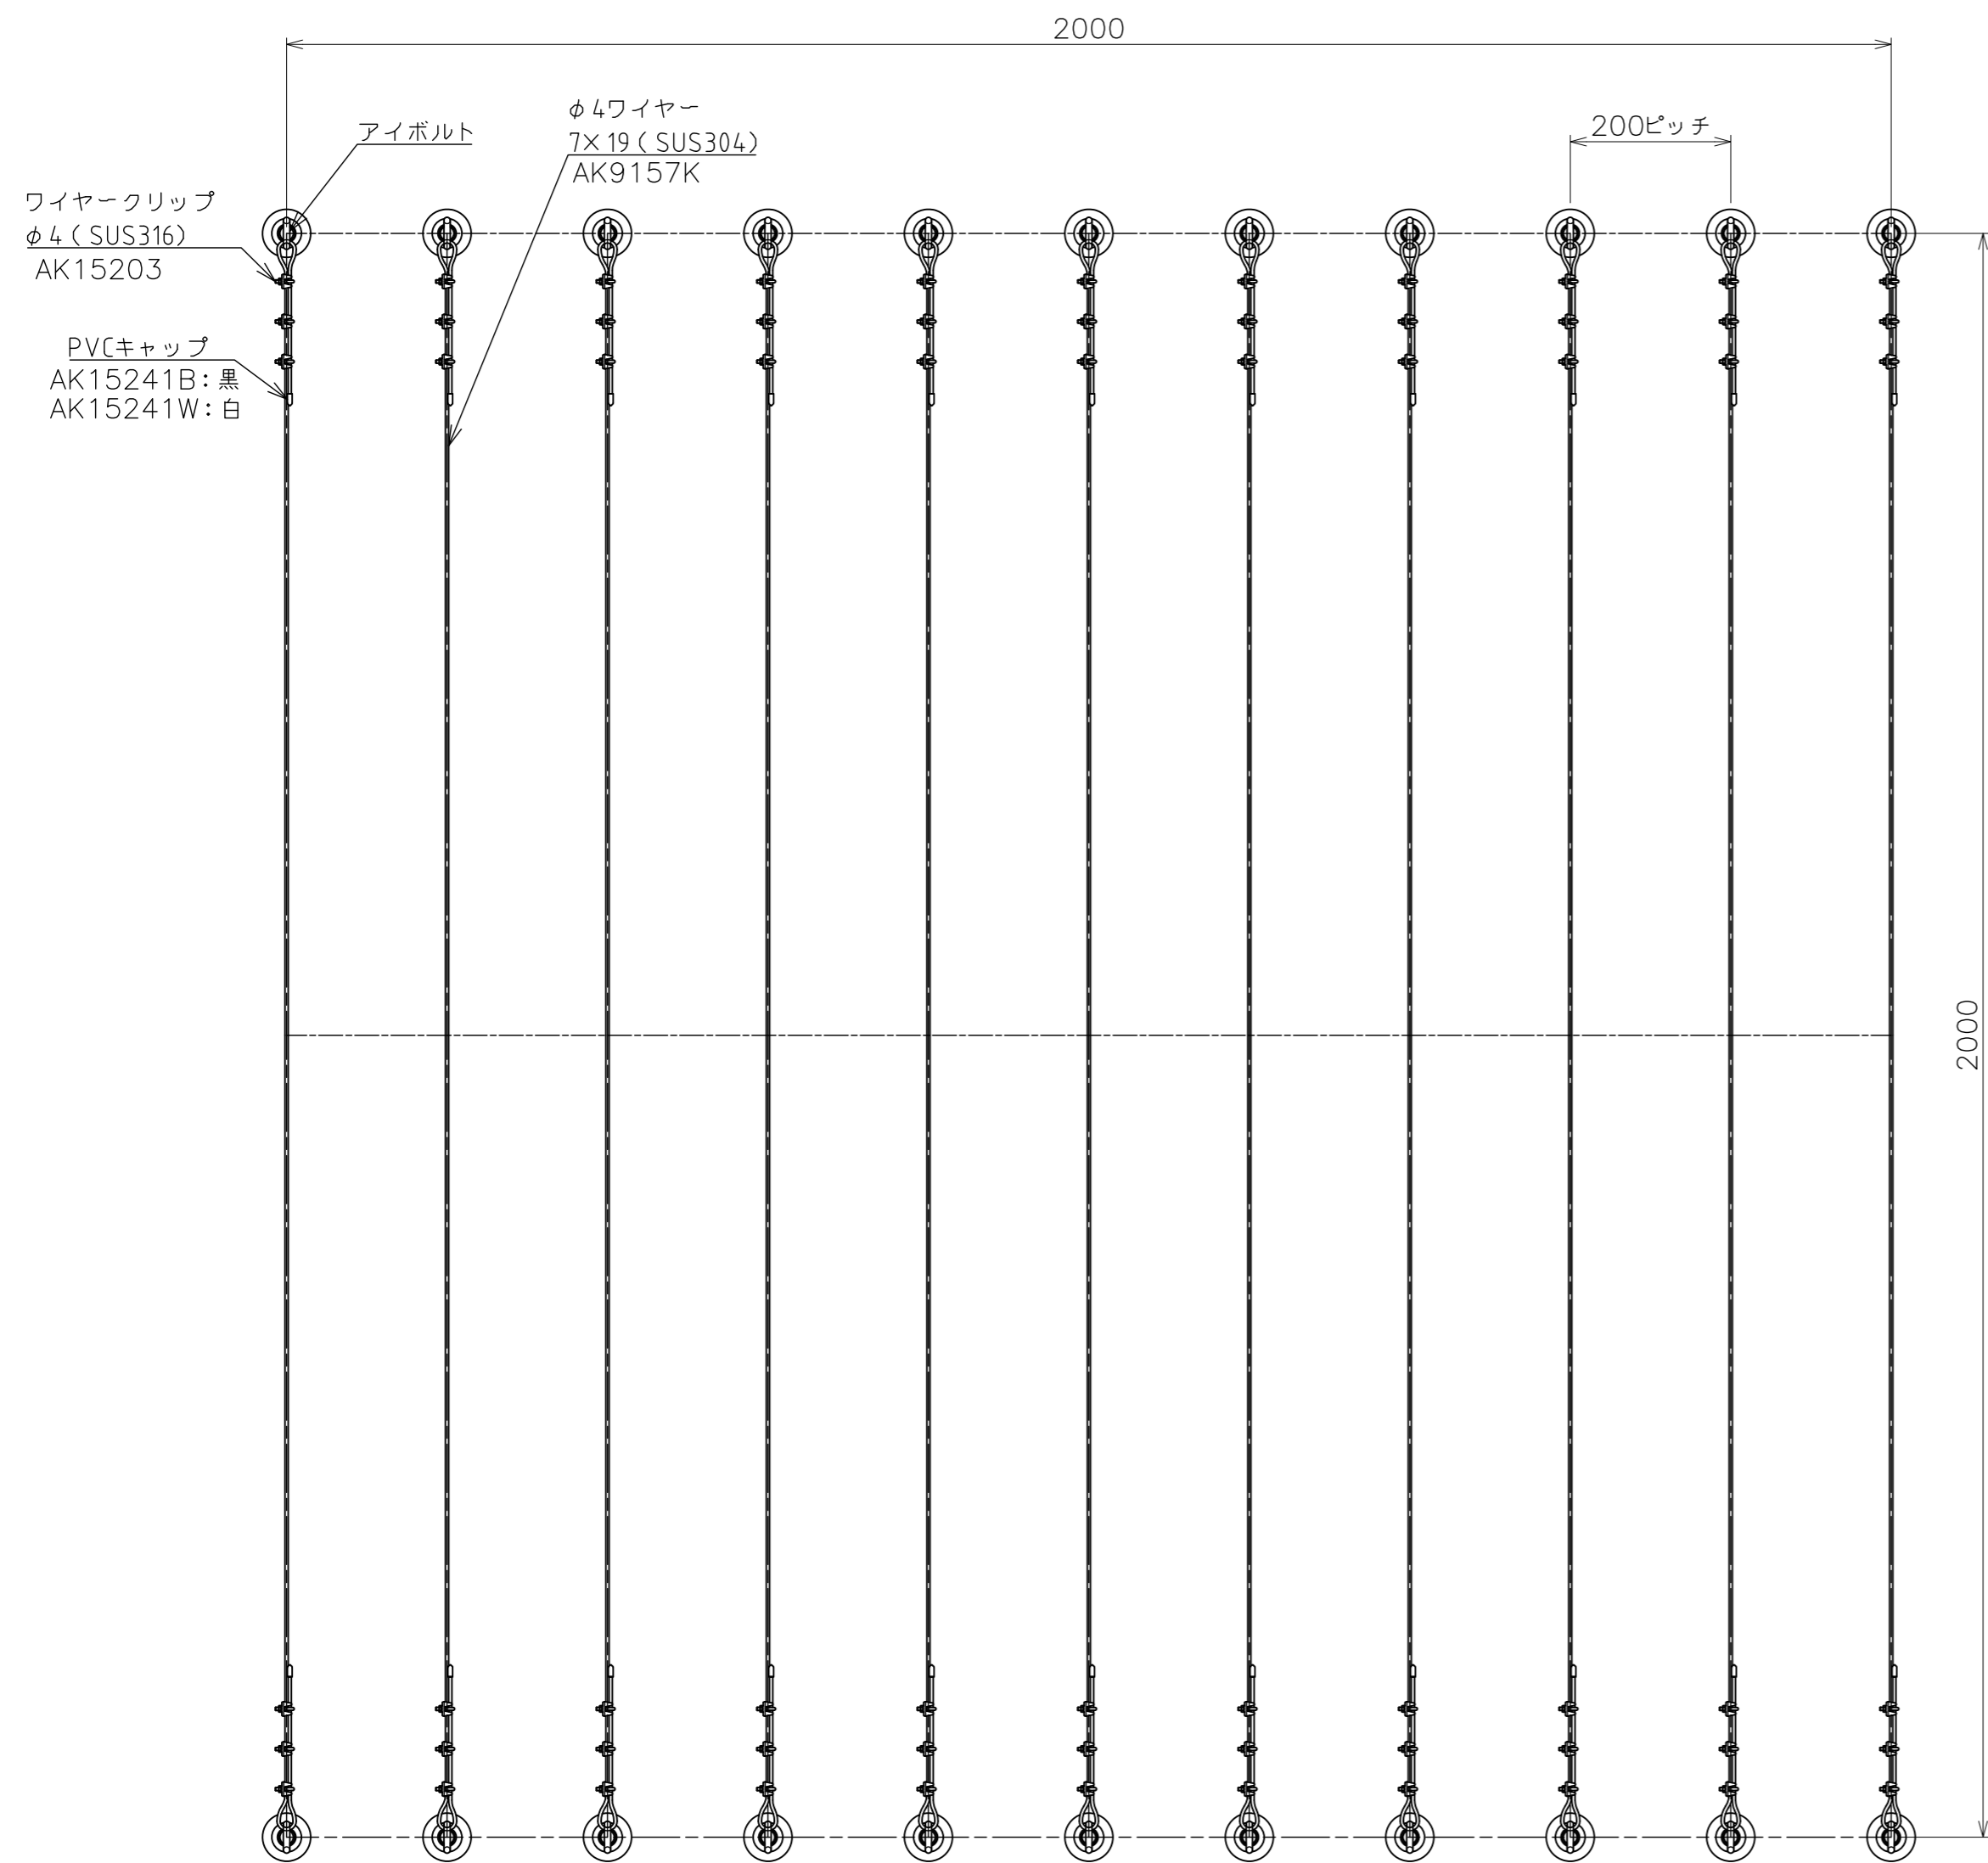 2000
アイボルト
φ4ワイヤー
7×19(SUS304)
AK9157K
200ピッチ
ワイヤークリップ
φ4(SUS316)
AK15203
PVCキャップ
AK15241B:黒
AK15241W:白
2000